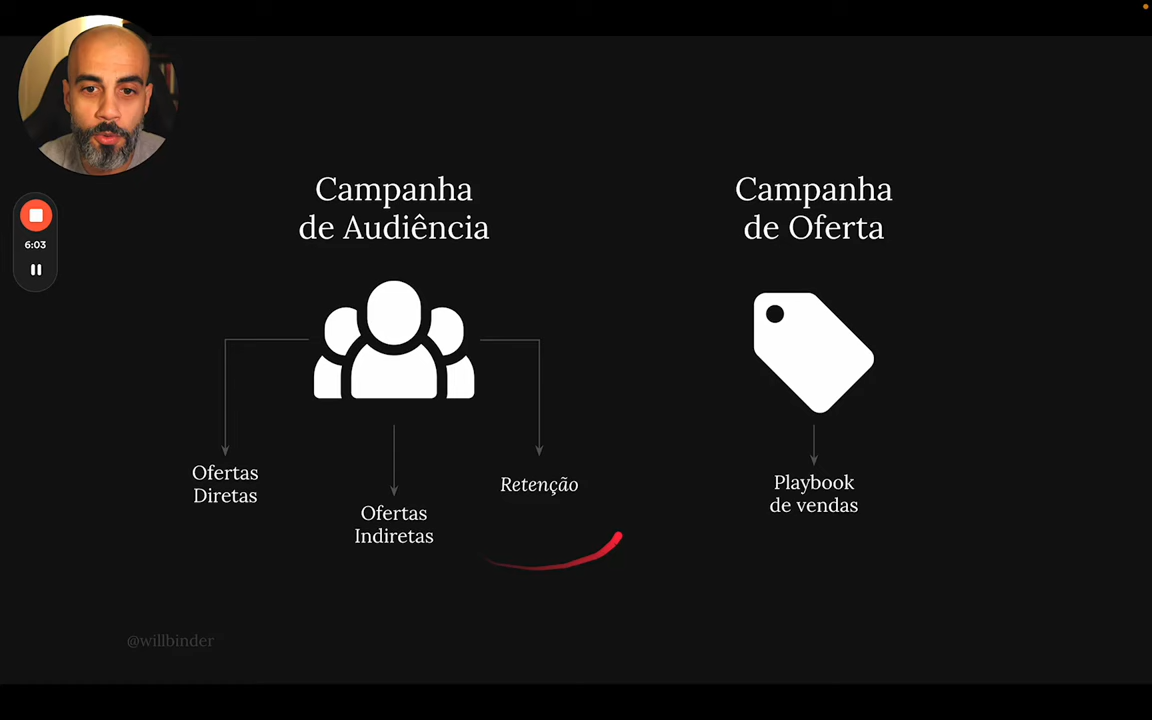 6:03
Campanha
de Audiência
Campanha
de Oferta
Ofertas
Diretas
Ofertas
Indiretas
Retenção
Playbook
de vendas
@willbinder